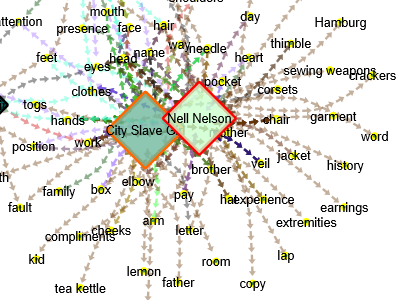 shoulders
mouth
day
attention
presence
face
hair
Hamburg
way
needle
thimble
feet
name
head
heart
eyes
sewing weapons
crackers
pocket
clothes
corsets
togs
Nell Nelson
garment
hands
City Slave G
other
chair
word
position
work
veil
jacket
history
brother
elbow
family
box
pay
hat
experience
earnings
fault
arm
letter
extremities
compliments
cheeks
kid
room
lap
lemon
tea kettle
father
copy